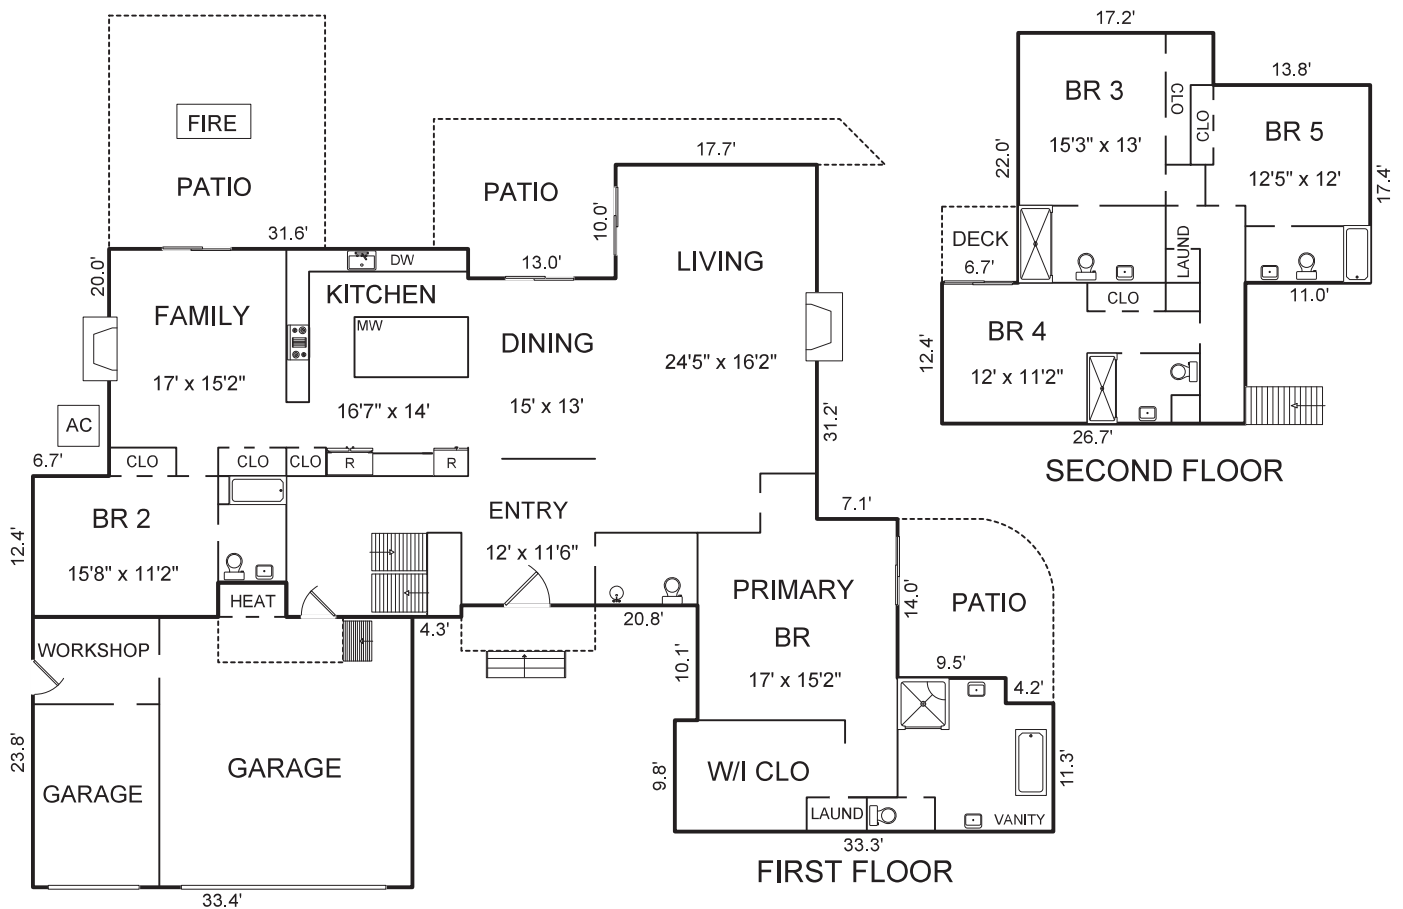 17.2'
BR 3
15'3" x 13'
CLO
CLO
13.8'
BR 5
12'5" x 12'
22.0'
17.4'
DECK
6.7'
LAUND
CLO
11.0'
BR 4
12' x 11'2"
12.4'
26.7'
SECOND FLOOR
FIRE
PATIO
31.6'
20.0'
PATIO
17.7'
10.0'
13.0'
DW
KITCHEN
MW
16'7" x 14'
FAMILY
17' x 15'2"
DINING
15' x 13'
LIVING
24'5" x 16'2"
31.2'
AC
6.7'
CLO
CLO
CLO
R
R
BR 2
15'8" x 11'2"
12.4'
ENTRY
12' x 11'6"
HEAT
4.3'
20.8'
7.1'
PRIMARY
BR
17' x 15'2"
14.0'
PATIO
9.5'
4.2'
10.1'
WORKSHOP
23.8'
GARAGE
GARAGE
33.4'
W/I CLO
9.8'
LAUND
VANITY
11.3'
33.3'
FIRST FLOOR